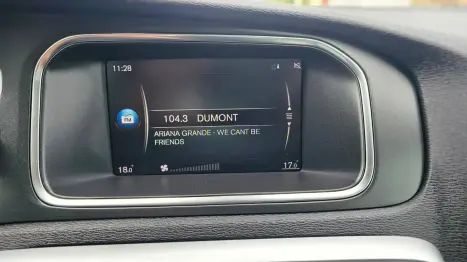 11:28
FM
104.3 DUMONT
ARIANA GRANDE - WE CANT BE
FRIENDS
18.0° 17.0°